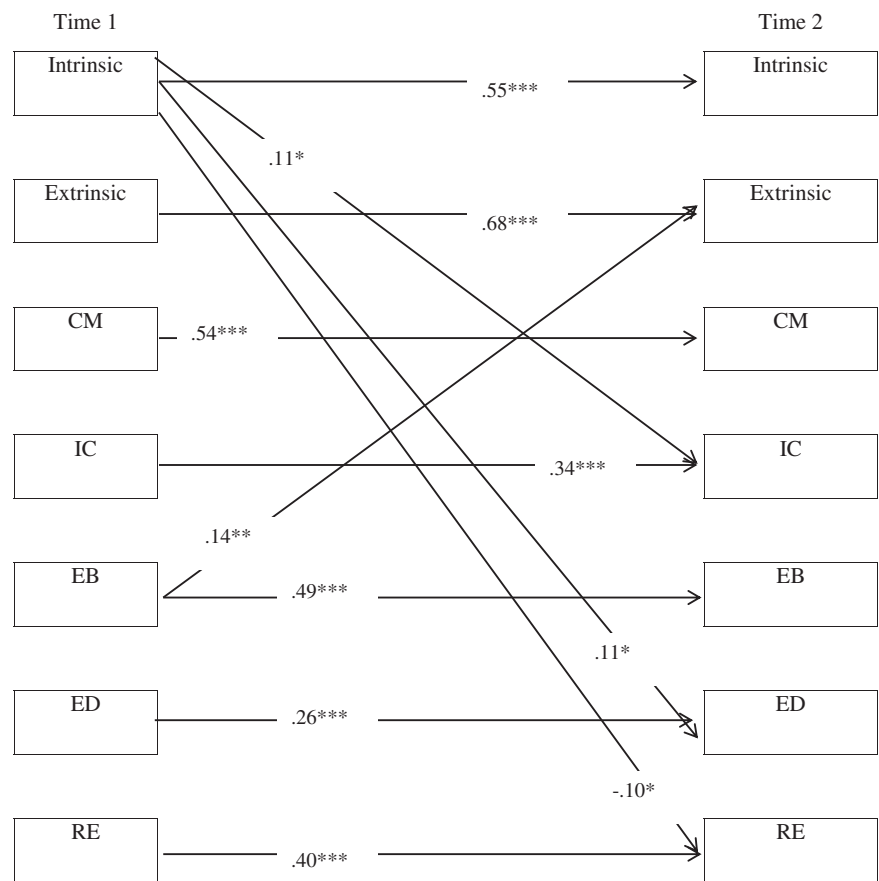 Time 1 Time 2
Intrinsic Intrinsic
.55***
.11*
Extrinsic Extrinsic
.68***
CM CM
.54***
IC IC
.34***
.14**
EB EB
.49***
.11*
ED ED
.26***
-.10*
RE RE
.40***